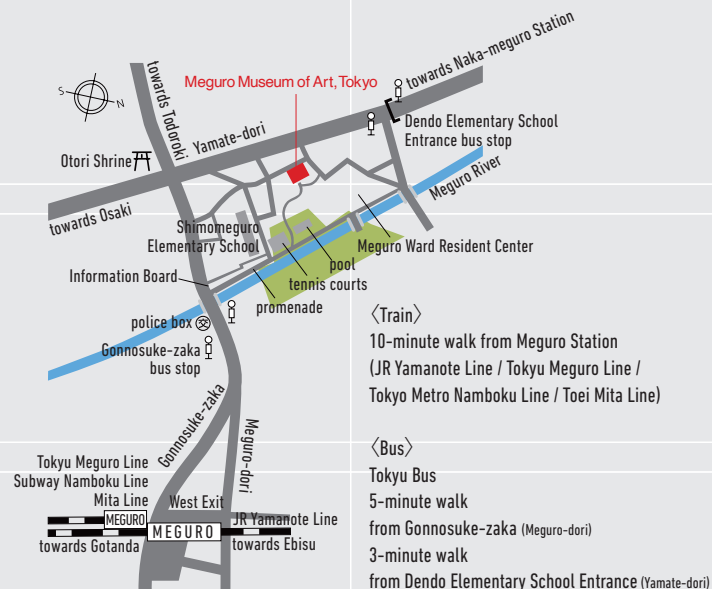 towards Naka-meguro Station
Meguro Museum of Art, Tokyo
towards Todoroki
S
N
Yamate-dori
Dendo Elementary School
Entrance bus stop
Otori Shrine
Meguro River
towards Osaki
Shimomeguro
Elementary School
Meguro Ward Resident Center
pool
Information Board
tennis courts
promenade
police box
交
Gonnosuke-zaka
bus stop
〈Train〉
10-minute walk from Meguro Station
(JR Yamanote Line / Tokyu Meguro Line /
Tokyo Metro Namboku Line / Toei Mita Line)
Gonnosuke-zaka
Meguro-dori
Tokyu Meguro Line
Subway Namboku Line
Mita Line
West Exit
MEGURO
MEGURO
JR Yamanote Line
towards Gotanda
towards Ebisu
〈Bus〉
Tokyu Bus
5-minute walk
from Gonnosuke-zaka (Meguro-dori)
3-minute walk
from Dendo Elementary School Entrance (Yamate-dori)